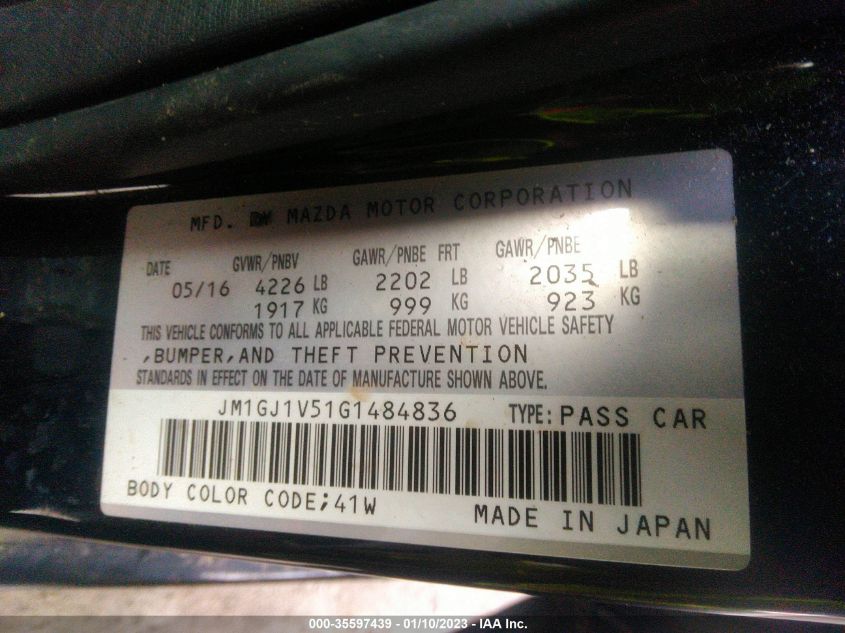 MFD. BY MAZDA MOTOR CORPORATION
DATE GVWR/PNBV GAWR/PNBE FRT GAWR/PNBE
05/16 4226 LB 2202 LB 2035 LB
1917 KG 999 KG 923 KG
THIS VEHICLE CONFORMS TO ALL APPLICABLE FEDERAL MOTOR VEHICLE SAFETY
,BUMPER,AND THEFT PREVENTION
STANDARDS IN EFFECT ON THE DATE OF MANUFACTURE SHOWN ABOVE.
JM1GJ1V51G1484836 TYPE: PASS CAR
BODY COLOR CODE;41W
MADE IN JAPAN
000-35597439 - 01/10/2023 - IAA Inc.